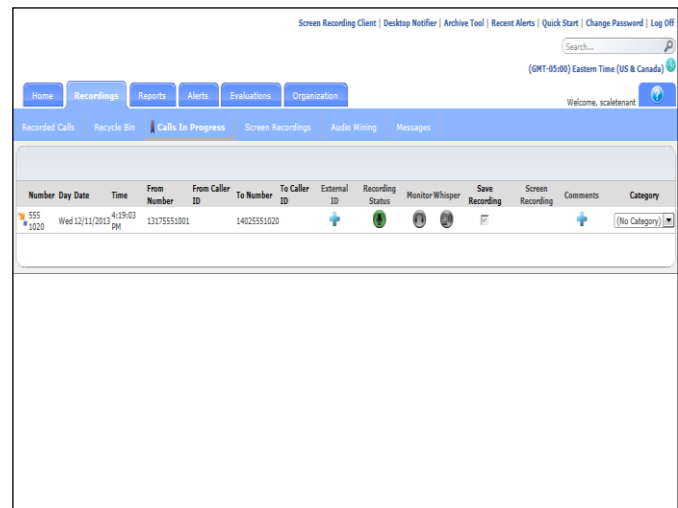 Screen Recording Client | Desktop Notifier | Archive Tool | Recent Alerts | Quick Start | Change Password | Log Off
Search...
(GMT-05:00) Eastern Time (US & Canada)
Home Recordings Reports Alerts Evaluations Organization
Welcome, scaletenant
Recorded Calls Recycle Bin Calls In Progress Screen Recordings Audio Mining Messages
Number Day Date Time From Number From Caller ID To Number To Caller ID External ID Recording Status Monitor Whisper Save Recording Screen Recording Comments Category
555 1020 Wed 12/11/2013 4:19:03 PM 13175551001 14025551020 (No Category)